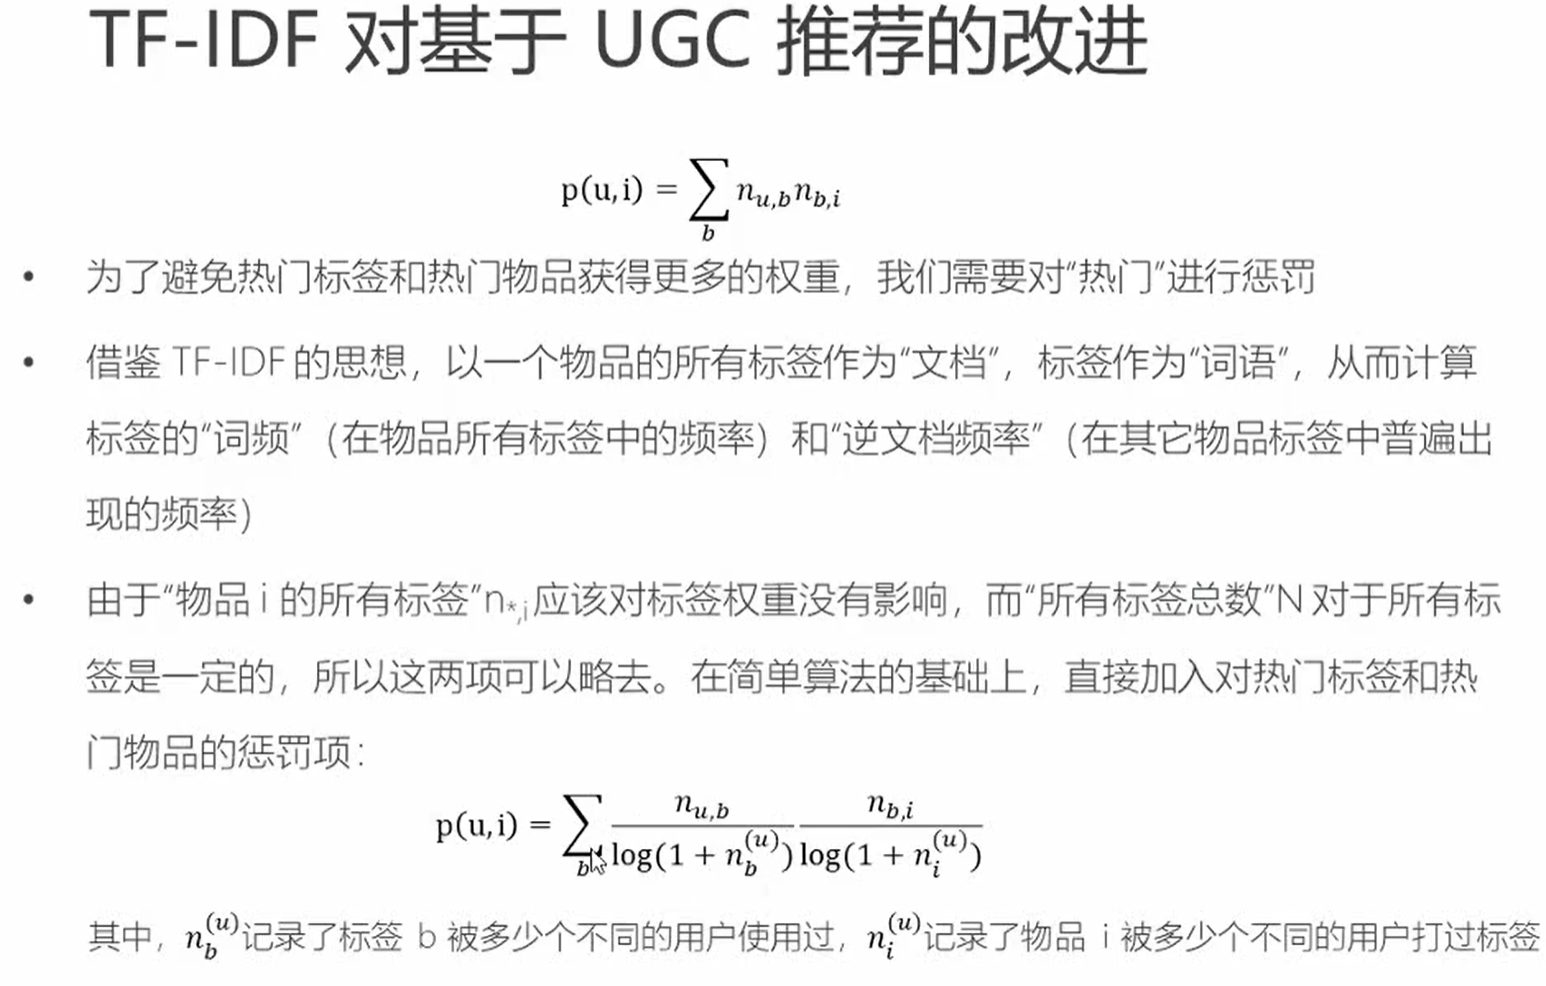 TF-IDF 对基于 UGC 推荐的改进
p(u,i) = ∑_b n_{u,b} n_{b,i}
• 为了避免热门标签和热门物品获得更多的权重，我们需要对“热门”进行惩罚
• 借鉴 TF-IDF 的思想，以一个物品的所有标签作为“文档”，标签作为“词语”，从而计算
标签的“词频”（在物品所有标签中的频率）和“逆文档频率”（在其它物品标签中普遍出
现的频率）
• 由于“物品 i 的所有标签”n_{*,i} 应该对标签权重没有影响，而“所有标签总数”N 对于所有标
签是一定的，所以这两项可以略去。在简单算法的基础上，直接加入对热门标签和热
门物品的惩罚项：
p(u,i) = ∑_b \frac{n_{u,b}}{log(1 + n_b^{(u)})} \frac{n_{b,i}}{log(1 + n_i^{(u)})}
其中，n_b^{(u)}记录了标签 b 被多少个不同的用户使用过，n_i^{(u)}记录了物品 i 被多少个不同的用户打过标签